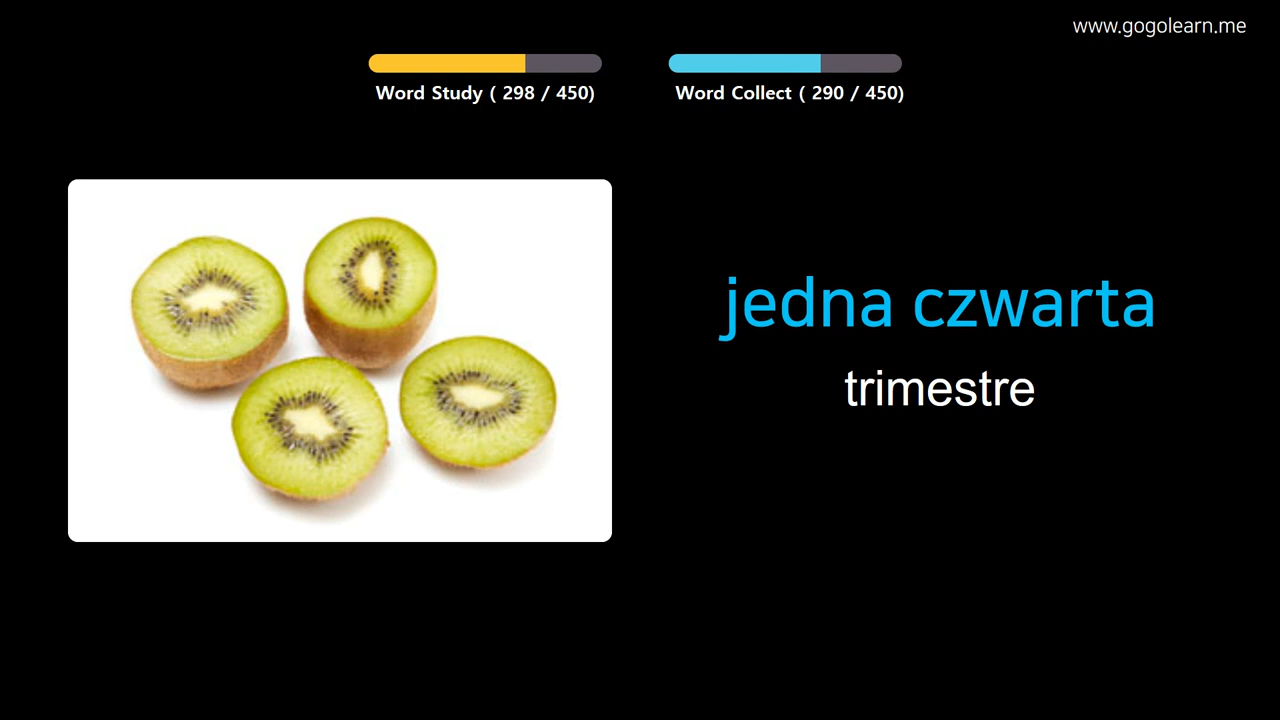 www.gogolearn.me
Word Study ( 298 / 450)
Word Collect ( 290 / 450)
jedna czwarta
trimestre